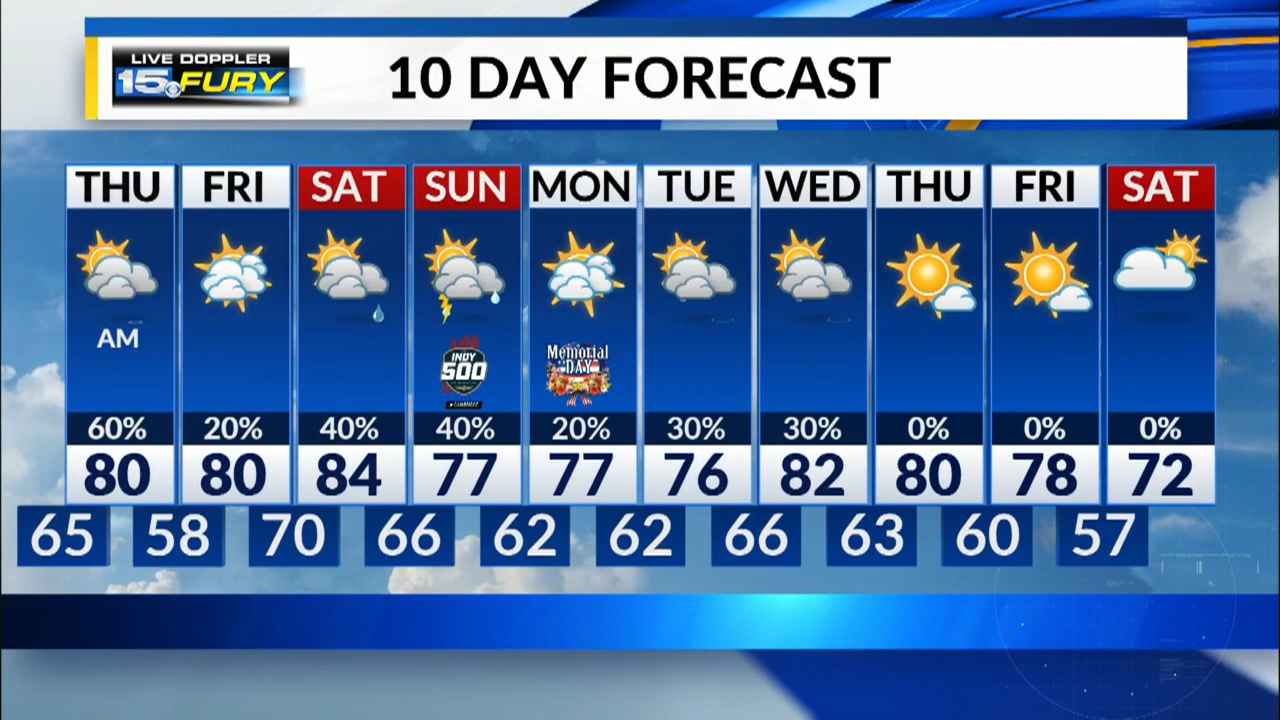 LIVE DOPPLER
15 FURY
10 DAY FORECAST
THU FRI SAT SUN MON TUE WED THU FRI SAT
AM
INDY
500
Memorial
DAY
60% 20% 40% 40% 20% 30% 30% 0% 0% 0%
80 80 84 77 77 76 82 80 78 72
65 58 70 66 62 62 66 63 60 57